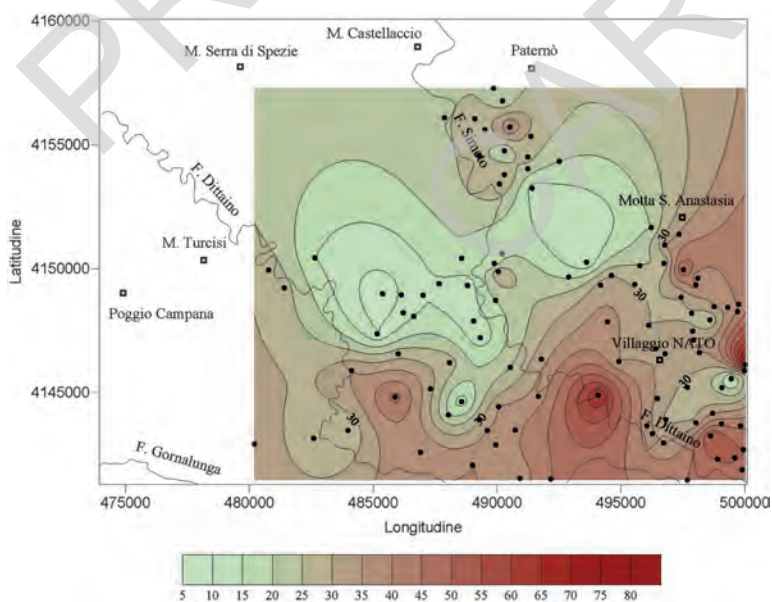 4160000
M. Castellaccio
M. Serra di Spezie
Paternò
4155000
F. Simeto
F. Dittaino
Motta S. Anastasia
30
M. Turcisi
4150000
Latitudine
30
Poggio Campana
Villaggio NATO
4145000
30
30
30
F. Dittaino
F. Gornalunga
475000 480000 485000 490000 495000 500000
Longitudine
5 10 15 20 25 30 35 40 45 50 55 60 65 70 75 80